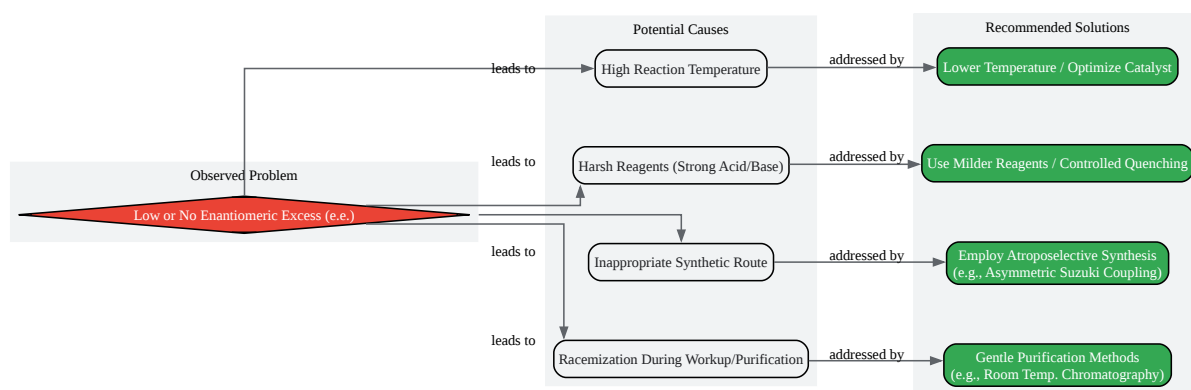 Potential Causes
Recommended Solutions
leads to
High Reaction Temperature
addressed by
Lower Temperature / Optimize Catalyst
leads to
Harsh Reagents (Strong Acid/Base)
addressed by
Use Milder Reagents / Controlled Quenching
Observed Problem
Low or No Enantiomeric Excess (e.e.)
leads to
Inappropriate Synthetic Route
addressed by
Employ Atroposelective Synthesis
(e.g., Asymmetric Suzuki Coupling)
leads to
Racemization During Workup/Purification
addressed by
Gentle Purification Methods
(e.g., Room Temp. Chromatography)